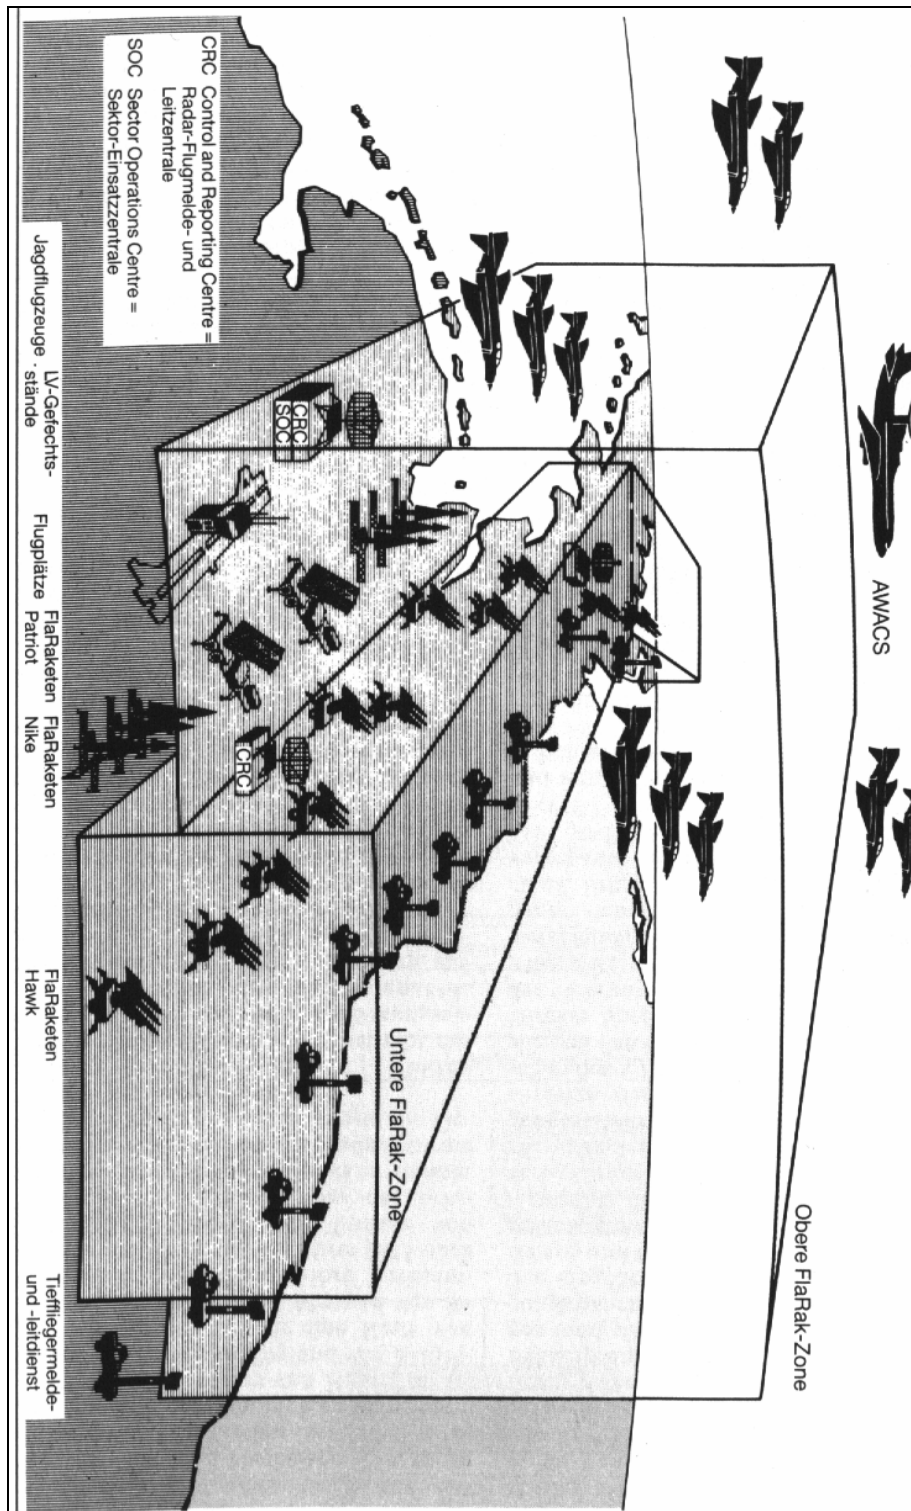 CRC Control and Reporting Centre =
Radar-Flugmelde- und
Leitzentrale
SOC Sector Operations Centre =
Sektor-Einsatzzentrale
AWACS
Obere FlaRak-Zone
Untere FlaRak-Zone
CRC
SOC
CRC
Jagdflugzeuge
LV-Gefechts-
stände
Flugplätze
FlaRaketen
Patriot
FlaRaketen
Nike
FlaRaketen
Hawk
Tieffliegermelde-
und -leitdienst